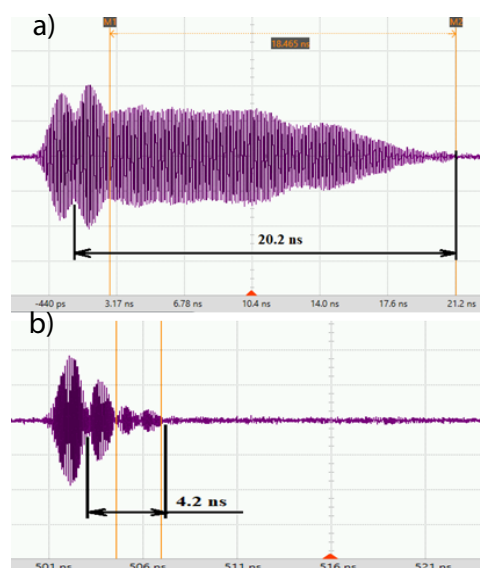 a)
M1 M2
18.465 ns
20.2 ns
-440 ps 3.17 ns 6.78 ns 10.4 ns 14.0 ns 17.6 ns 21.2 ns
b)
4.2 ns
501 ns 506 ns 511 ns 516 ns 521 ns